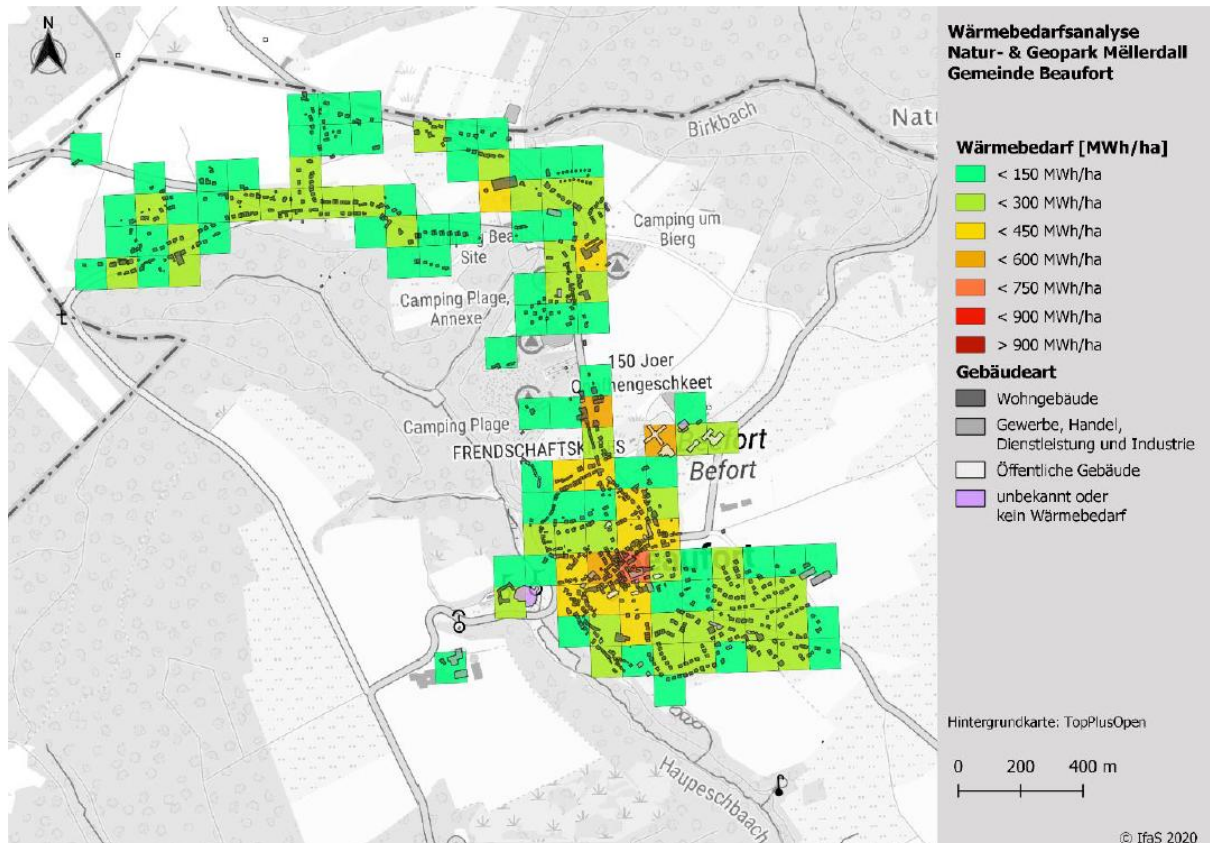 N
Birkbach
Natu
Camping um
Bierg
Site
Camping Plage,
Annexe
150 Joer
Camping Plage
FRENDSCHAFTSK
Befort
Haupeschbaach
Wärmebedarfsanalyse
Natur- & Geopark Mëllerdall
Gemeinde Beaufort
Wärmebedarf [MWh/ha]
< 150 MWh/ha
< 300 MWh/ha
< 450 MWh/ha
< 600 MWh/ha
< 750 MWh/ha
< 900 MWh/ha
> 900 MWh/ha
Gebäudeart
Wohngebäude
Gewerbe, Handel,
Dienstleistung und Industrie
Öffentliche Gebäude
unbekannt oder
kein Wärmebedarf
Hintergrundkarte: TopPlusOpen
0 200 400 m
© IfaS 2020